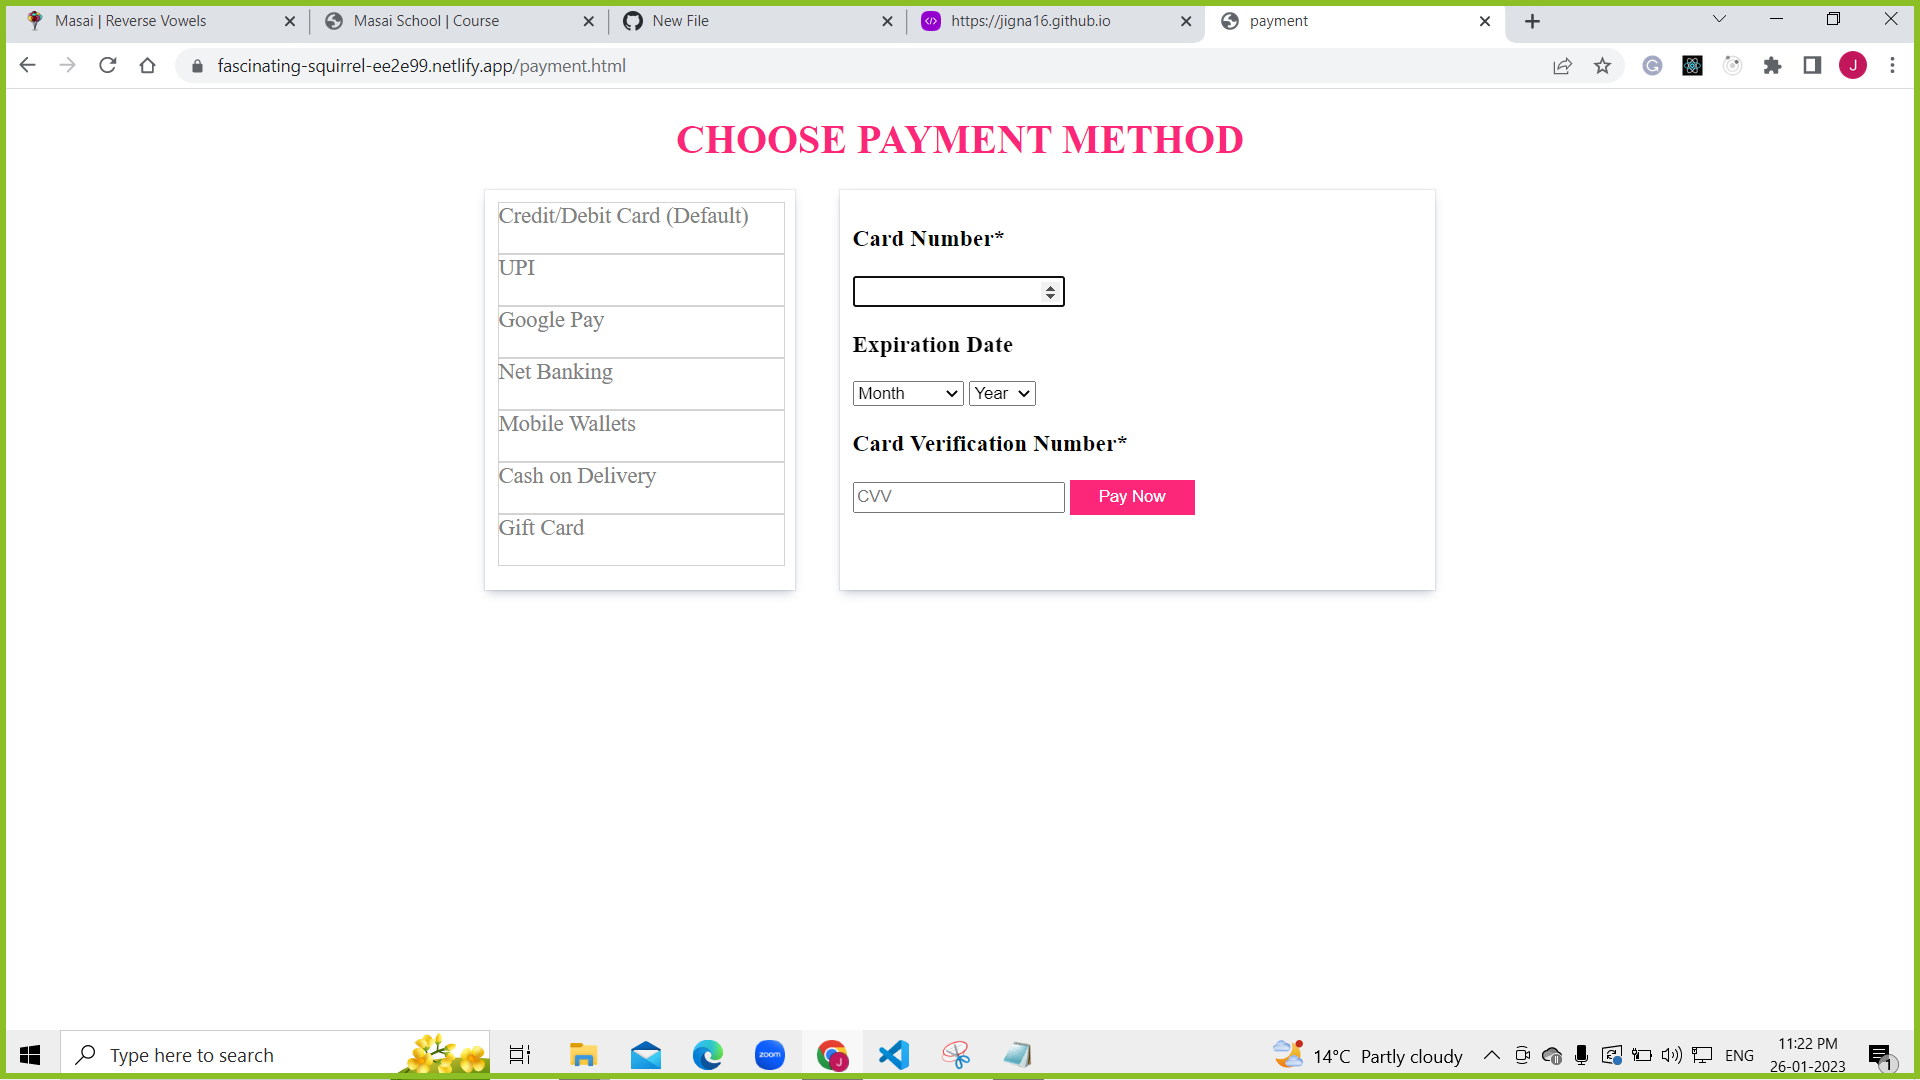 Masai | Reverse Vowels
Masai School | Course
New File
https://jigna16.github.io
payment
fascinating-squirrel-ee2e99.netlify.app/payment.html
J
CHOOSE PAYMENT METHOD
Credit/Debit Card (Default)
UPI
Google Pay
Net Banking
Mobile Wallets
Cash on Delivery
Gift Card
Card Number*
Expiration Date
Month
Year
Card Verification Number*
CVV
Pay Now
Type here to search
zoom
J
14°C Partly cloudy
ENG
11:22 PM
26-01-2023
1